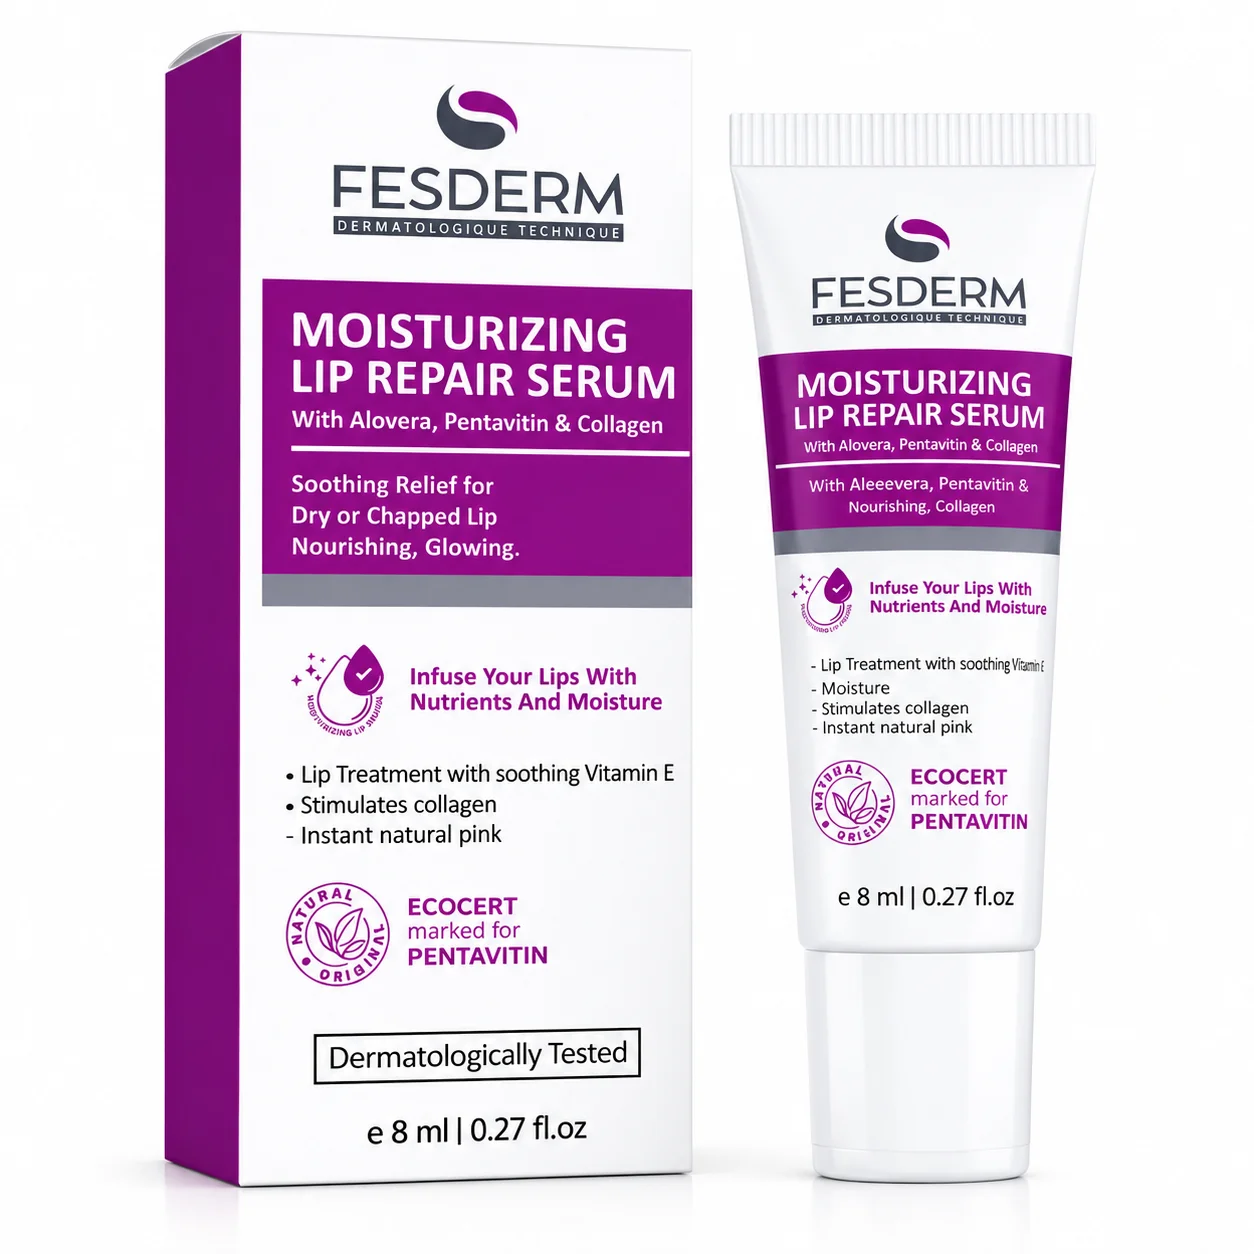 FESDERM
DERMATOLOGIQUE TECHNIQUE
MOISTURIZING
LIP REPAIR SERUM
With Alovera, Pentavitin & Collagen
Soothing Relief for
Dry or Chapped Lip
Nourishing, Glowing.
Infuse Your Lips With
Nutrients And Moisture
• Lip Treatment with soothing Vitamin E
• Stimulates collagen
- Instant natural pink
NATURAL
ORIGINAL
ECOCERT
marked for
PENTAVITIN
Dermatologically Tested
e 8 ml | 0.27 fl.oz
FESDERM
DERMATOLOGIQUE TECHNIQUE
MOISTURIZING
LIP REPAIR SERUM
With Alovera, Pentavitin & Collagen
With Aleeevera, Pentavitin &
Nourishing, Collagen
Infuse Your Lips With
Nutrients And Moisture
- Lip Treatment with soothing Vitamin E
- Moisture
- Stimulates collagen
- Instant natural pink
NATURAL
ORIGINAL
ECOCERT
marked for
PENTAVITIN
e 8 ml | 0.27 fl.oz